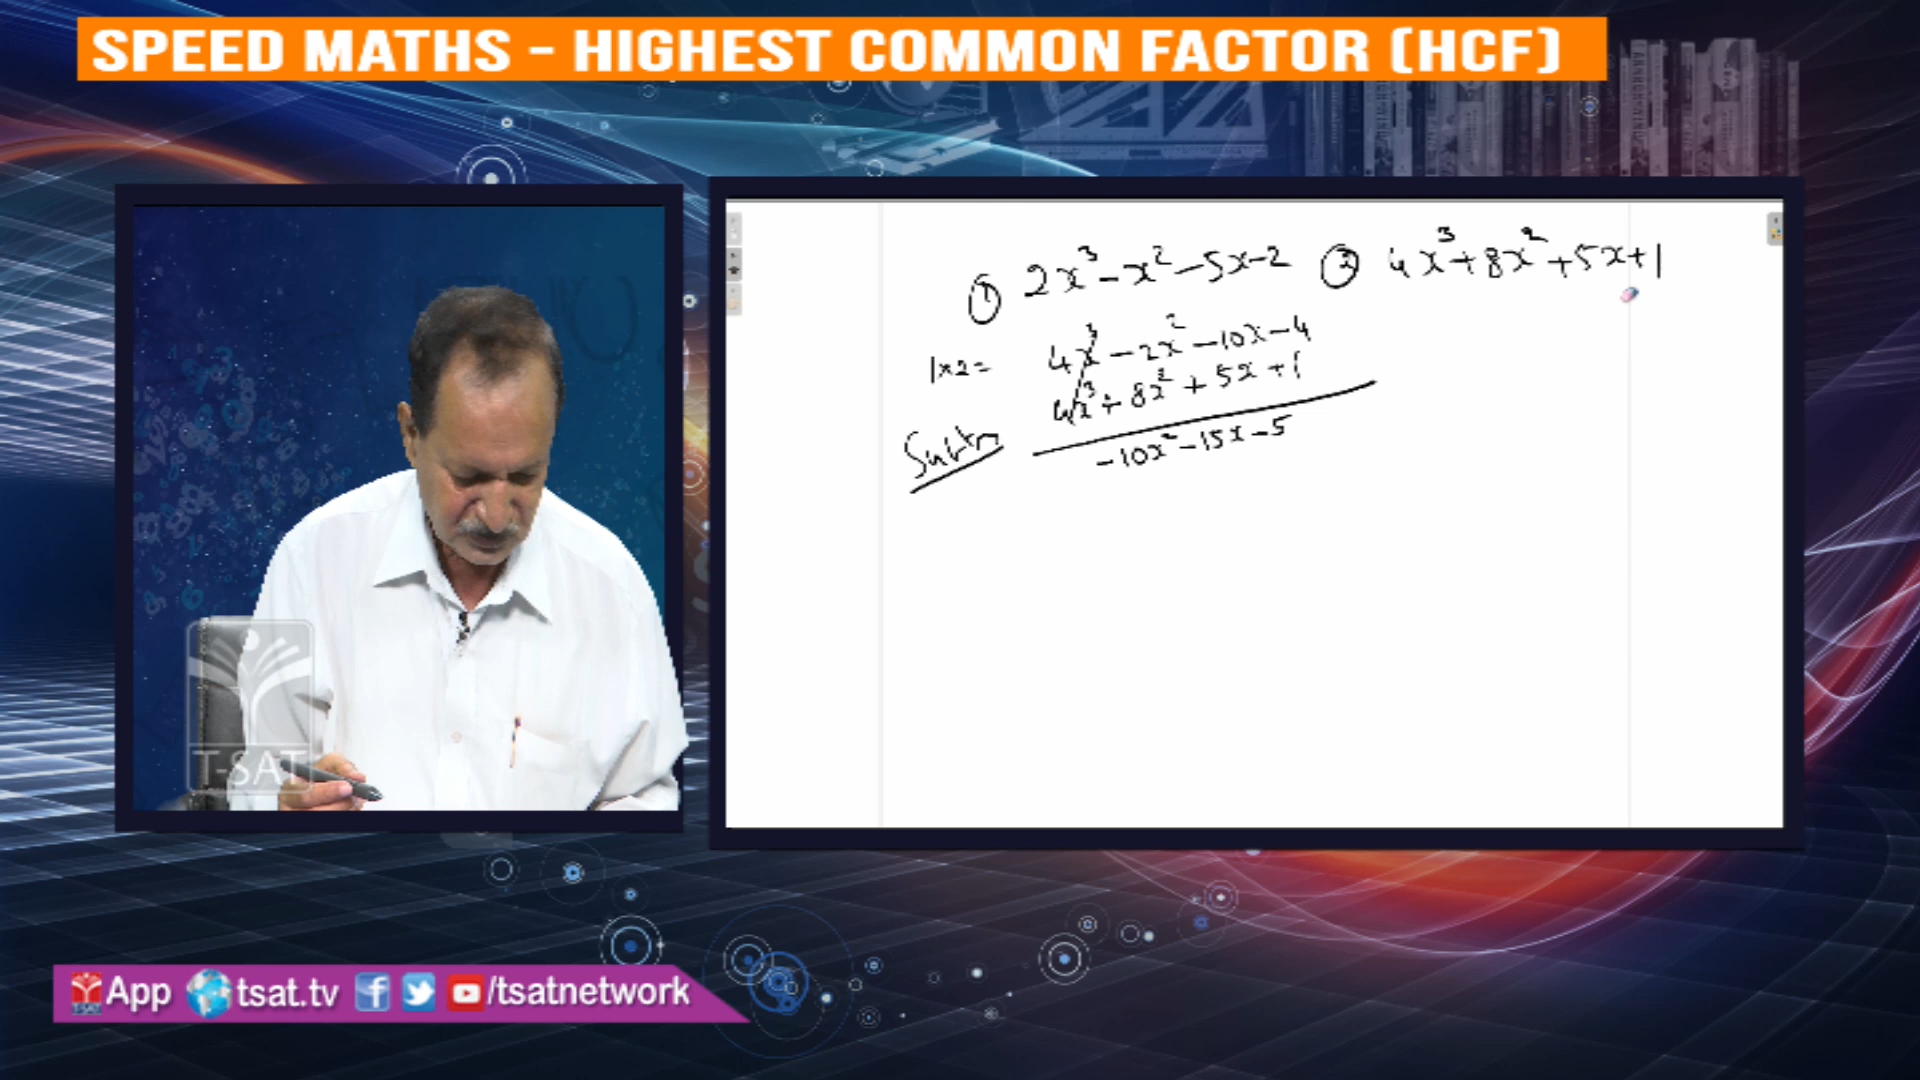 SPEED MATHS - HIGHEST COMMON FACTOR (HCF)
① 2x³-x²-5x-2 ② 4x³+8x²+5x+1
1×2= 4x³-2x²-10x-4
4x³+8x²+5x+1
Subtr
-10x²-15x-5
T-SAT
App tsat.tv /tsatnetwork